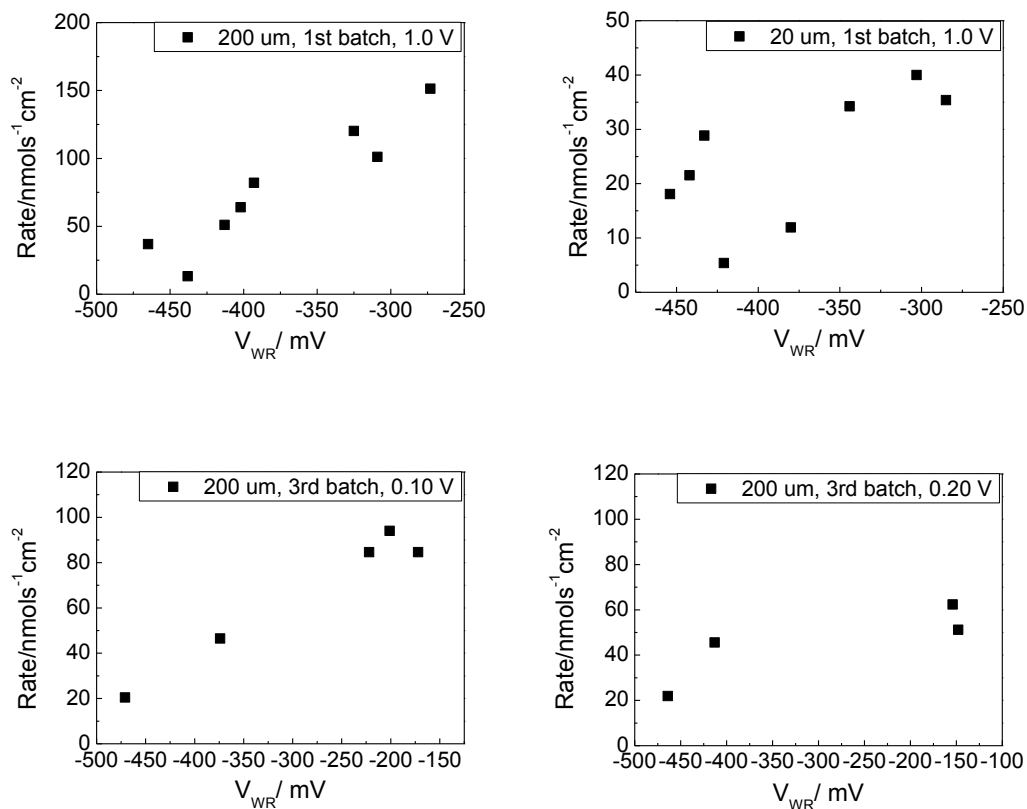 200 um, 1st batch, 1.0 V
200
150
100
50
0
-500 -450 -400 -350 -300 -250
Rate/nmols⁻¹cm⁻²
V_WR/ mV
20 um, 1st batch, 1.0 V
50
40
30
20
10
0
-450 -400 -350 -300 -250
Rate/nmols⁻¹cm⁻²
V_WR/ mV
200 um, 3rd batch, 0.10 V
120
100
80
60
40
20
0
-500 -450 -400 -350 -300 -250 -200 -150
Rate/nmols⁻¹cm⁻²
V_WR/ mV
200 um, 3rd batch, 0.20 V
120
100
80
60
40
20
0
-500 -450 -400 -350 -300 -250 -200 -150 -100
Rate/nmols⁻¹cm⁻²
V_WR/ mV